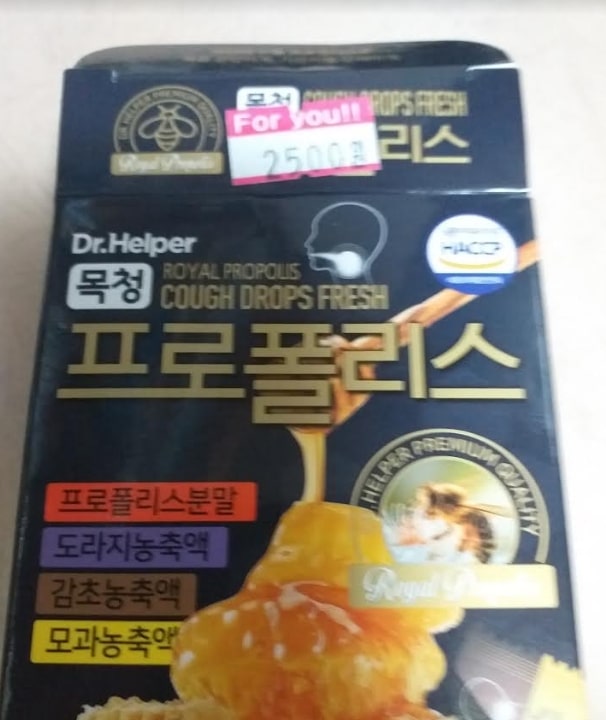 DR. HELPER PREMIUM QUALITY
Royal Propolis
목청 COUGH DROPS FRESH
For you!!
2500원
리스
Dr.Helper
목청
ROYAL PROPOLIS
COUGH DROPS FRESH
HACCP
프로폴리스
HELPER PREMIUM QUALITY
Royal
프로폴리스분말
도라지농축액
감초농축액
모과농축액